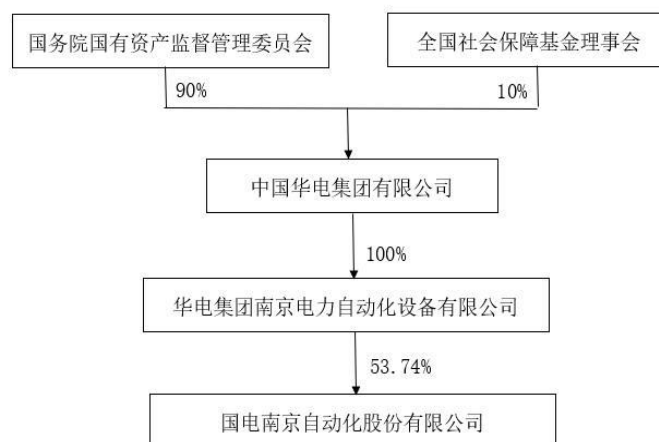 国务院国有资产监督管理委员会
全国社会保障基金理事会
90%
10%
中国华电集团有限公司
100%
华电集团南京电力自动化设备有限公司
53.74%
国电南京自动化股份有限公司